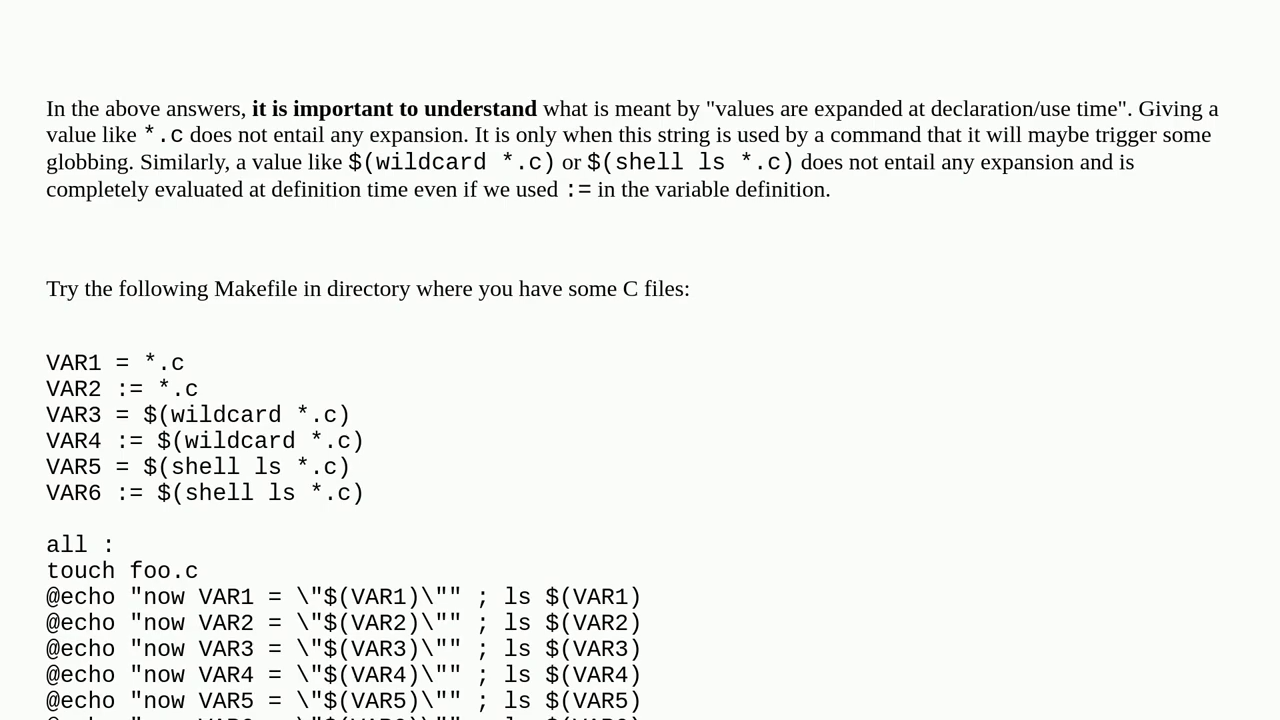 In the above answers, it is important to understand what is meant by "values are expanded at declaration/use time". Giving a
value like *.c does not entail any expansion. It is only when this string is used by a command that it will maybe trigger some
globbing. Similarly, a value like $(wildcard *.c) or $(shell ls *.c) does not entail any expansion and is
completely evaluated at definition time even if we used := in the variable definition.
Try the following Makefile in directory where you have some C files:
VAR1 = *.c
VAR2 := *.c
VAR3 = $(wildcard *.c)
VAR4 := $(wildcard *.c)
VAR5 = $(shell ls *.c)
VAR6 := $(shell ls *.c)
all :
touch foo.c
@echo "now VAR1 = \"$(VAR1)\"" ; ls $(VAR1)
@echo "now VAR2 = \"$(VAR2)\"" ; ls $(VAR2)
@echo "now VAR3 = \"$(VAR3)\"" ; ls $(VAR3)
@echo "now VAR4 = \"$(VAR4)\"" ; ls $(VAR4)
@echo "now VAR5 = \"$(VAR5)\"" ; ls $(VAR5)